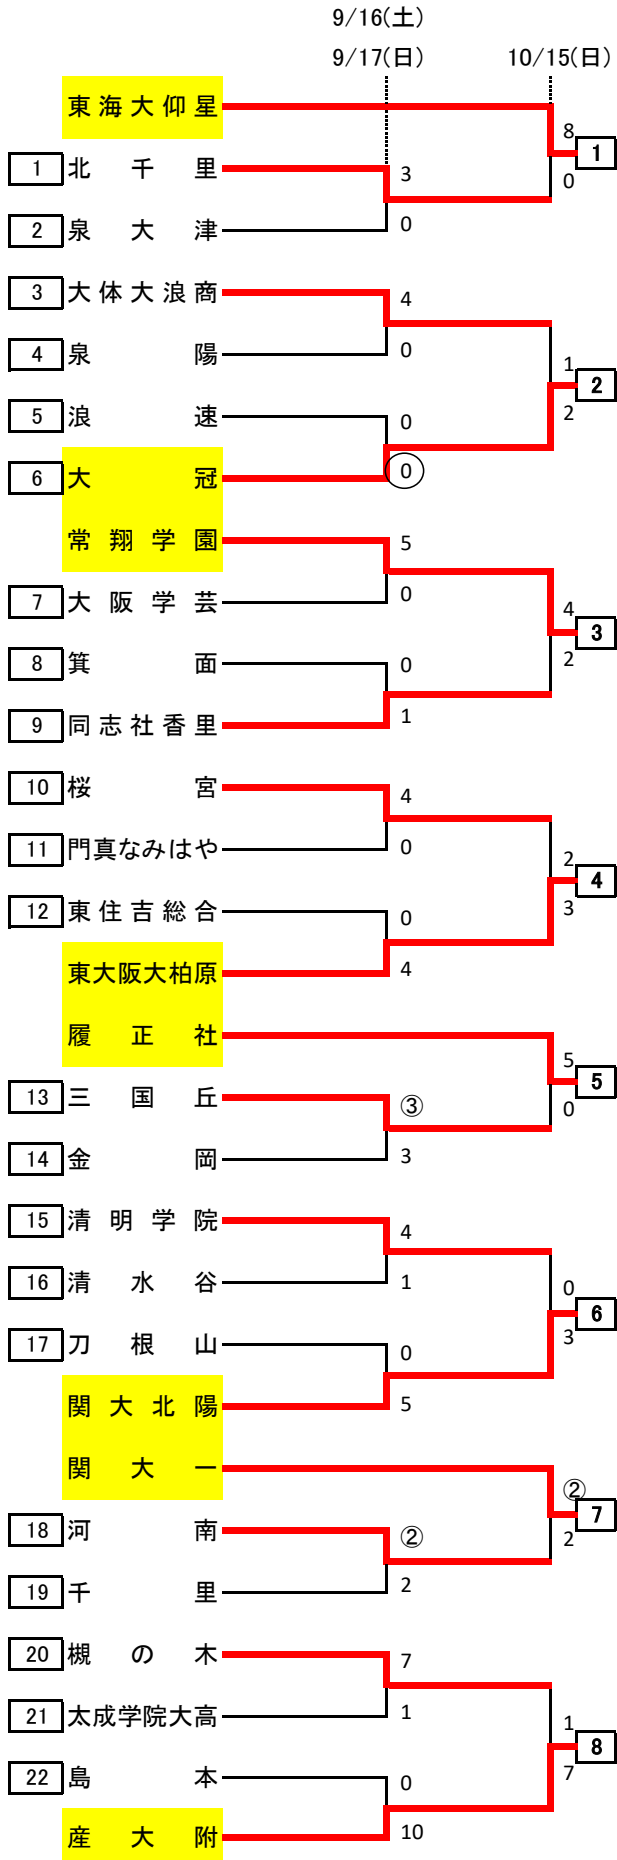 9/16(土)
9/17(日) 10/15(日)
東海大仰星
8
1
1 北千里
3
0
2 泉大津
0
3 大体大浪商
4
4 泉陽
0
1
2
5 浪速
0
2
6 大冠
0
常翔学園
5
7 大阪学芸
0
4
3
8 箕面
0
2
9 同志社香里
1
10 桜宮
4
11 門真なみはや
0
2
4
12 東住吉総合
0
3
東大阪大柏原
4
履正社
5
5
13 三国丘
③
0
14 金岡
3
15 清明学院
4
16 清水谷
1
0
6
17 刀根山
0
3
関大北陽
5
関大一
②
7
18 河南
②
2
19 千里
2
20 槻の木
7
21 太成学院大高
1
1
8
22 島本
0
7
産大附
10